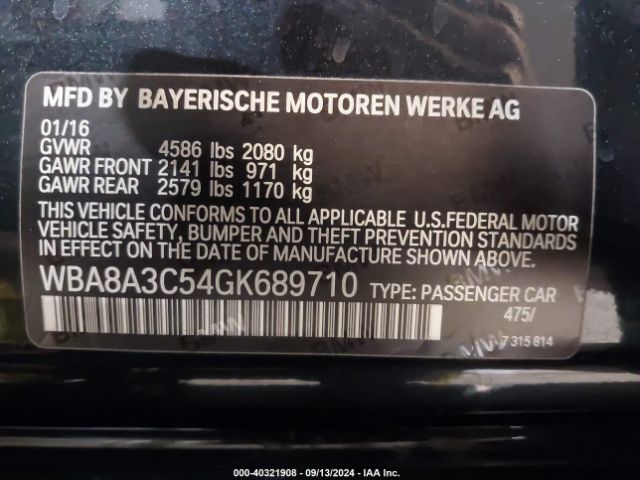 MFD BY BAYERISCHE MOTOREN WERKE AG
01/16
GVWR 4586 lbs 2080 kg
GAWR FRONT 2141 lbs 971 kg
GAWR REAR 2579 lbs 1170 kg
THIS VEHICLE CONFORMS TO ALL APPLICABLE U.S.FEDERAL MOTOR
VEHICLE SAFETY, BUMPER AND THEFT PREVENTION STANDARDS
IN EFFECT ON THE DATE OF MANUFACTURE SHOWN ABOVE.
WBA8A3C54GK689710 TYPE: PASSENGER CAR
475/
7 315 814
000-40321908 - 09/13/2024 - IAA Inc.